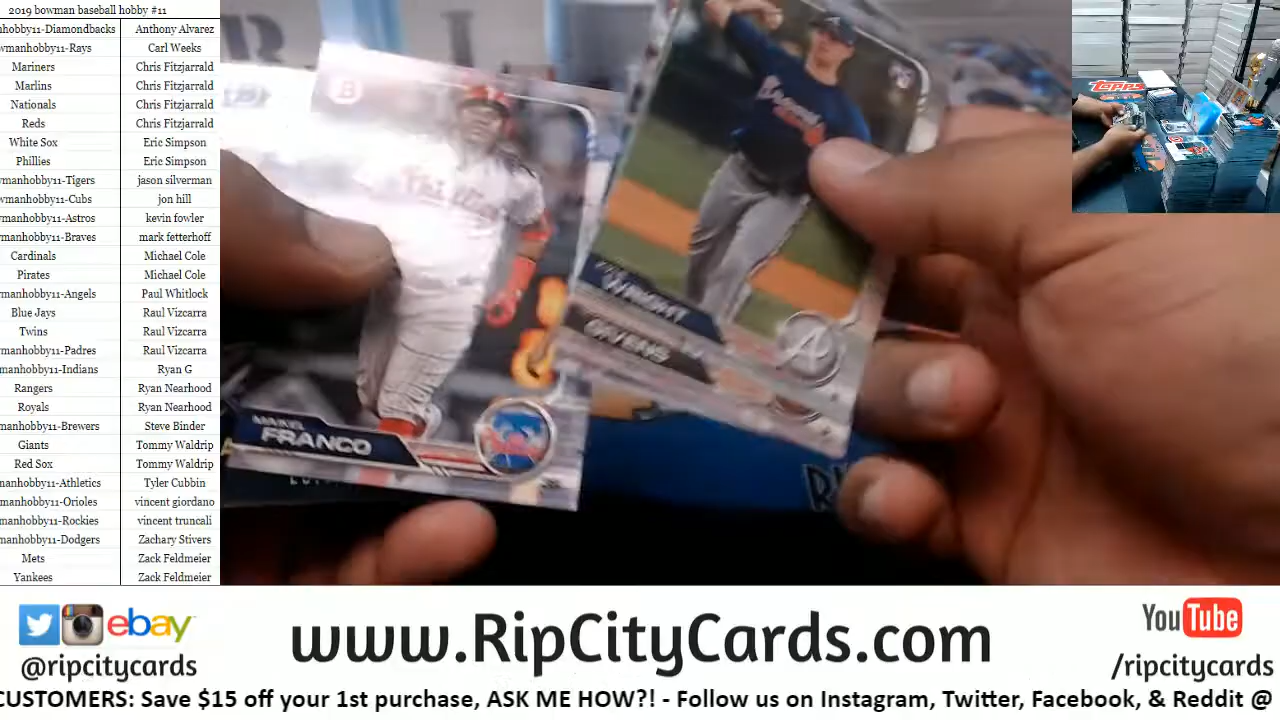 2019 bowman baseball hobby #11
hobby11-Diamondbacks Anthony Alvarez
wmanhobby11-Rays Carl Weeks
Mariners Chris Fitzjarrald
Marlins Chris Fitzjarrald
Nationals Chris Fitzjarrald
Reds Chris Fitzjarrald
White Sox Eric Simpson
Phillies Eric Simpson
wmanhobby11-Tigers jason silverman
wmanhobby11-Cubs jon hill
manhobby11-Astros kevin fowler
manhobby11-Braves mark fetterhoff
Cardinals Michael Cole
Pirates Michael Cole
manhobby11-Angels Paul Whitlock
Blue Jays Raul Vizcarra
Twins Raul Vizcarra
manhobby11-Padres Raul Vizcarra
manhobby11-Indians Ryan G
Rangers Ryan Nearhood
Royals Ryan Nearhood
manhobby11-Brewers Steve Binder
Giants Tommy Waldrip
Red Sox Tommy Waldrip
manhobby11-Athletics Tyler Cubbin
manhobby11-Orioles vincent giordano
manhobby11-Rockies vincent truncali
manhobby11-Dodgers Zachary Stivers
Mets Zack Feldmeier
Yankees Zack Feldmeier
B
MAIKEL
FRANCO
WRIGHT
GIVENS
A
Topps
ebay
@ripcitycards
www.RipCityCards.com
YouTube
/ripcitycards
CUSTOMERS: Save $15 off your 1st purchase, ASK ME HOW?! - Follow us on Instagram, Twitter, Facebook, & Reddit @